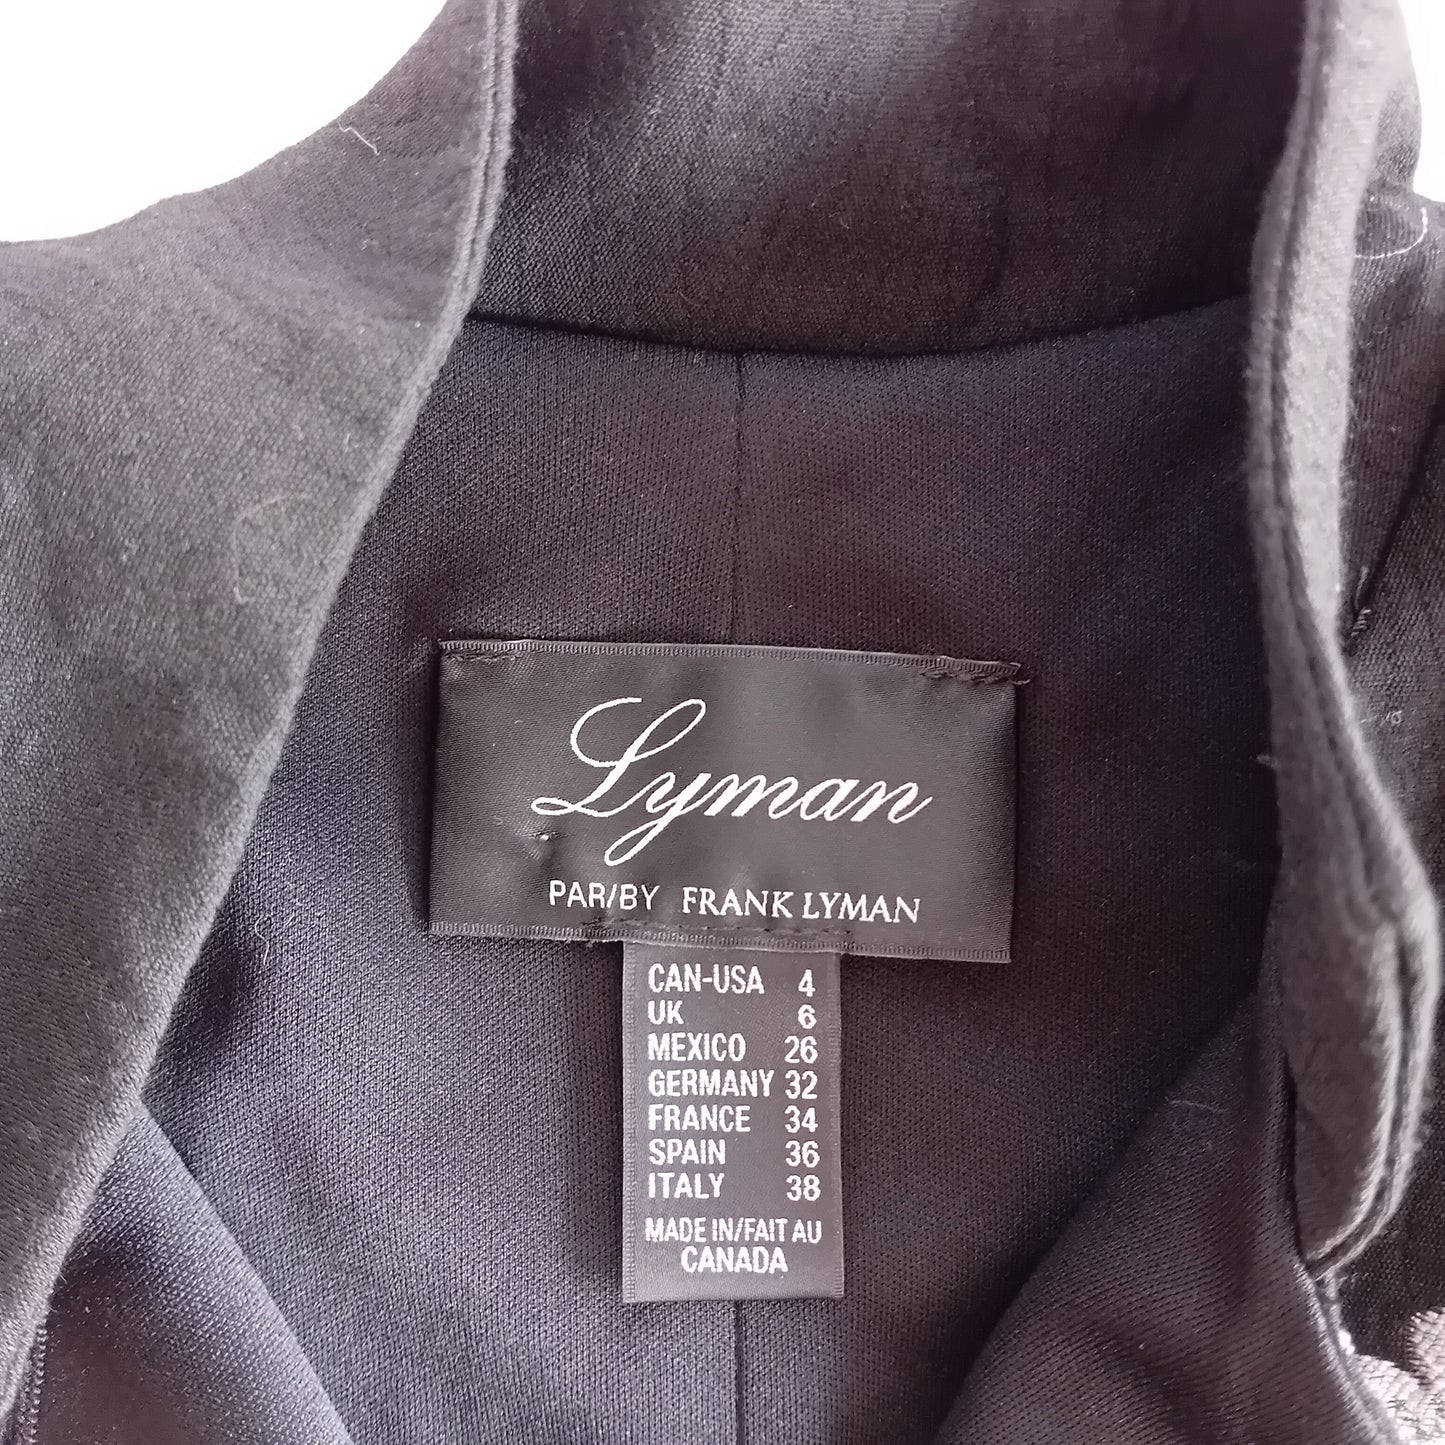 Lyman
PAR/BY FRANK LYMAN
CAN-USA 4
UK 6
MEXICO 26
GERMANY 32
FRANCE 34
SPAIN 36
ITALY 38
MADE IN/FAIT AU
CANADA